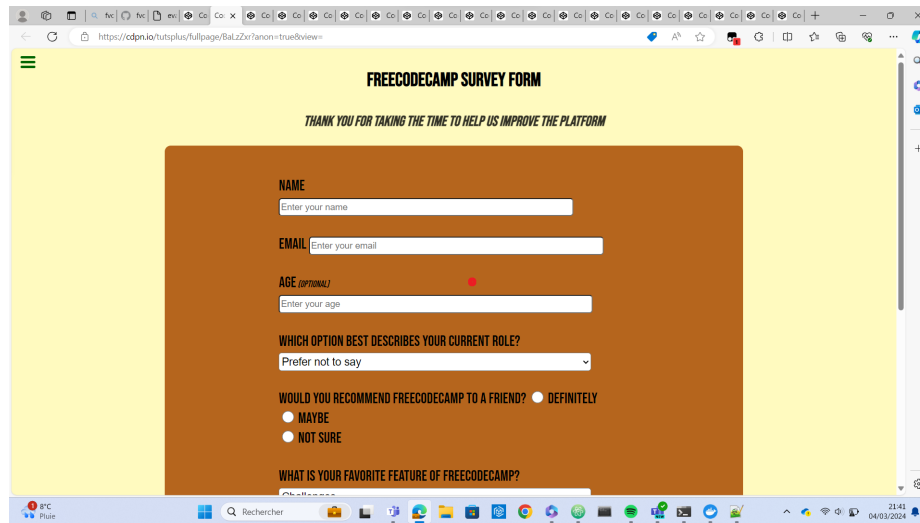 Co
https://cdpn.io/tutsplus/fullpage/BaLzZxr?anon=true&view=
FREECODECAMP SURVEY FORM
THANK YOU FOR TAKING THE TIME TO HELP US IMPROVE THE PLATFORM
NAME
Enter your name
EMAIL Enter your email
AGE (OPTIONAL)
Enter your age
WHICH OPTION BEST DESCRIBES YOUR CURRENT ROLE?
Prefer not to say
WOULD YOU RECOMMEND FREECODECAMP TO A FRIEND? DEFINITELY
MAYBE
NOT SURE
WHAT IS YOUR FAVORITE FEATURE OF FREECODECAMP?
Challenges
8°C
Pluie
Rechercher
21:41
04/03/2024